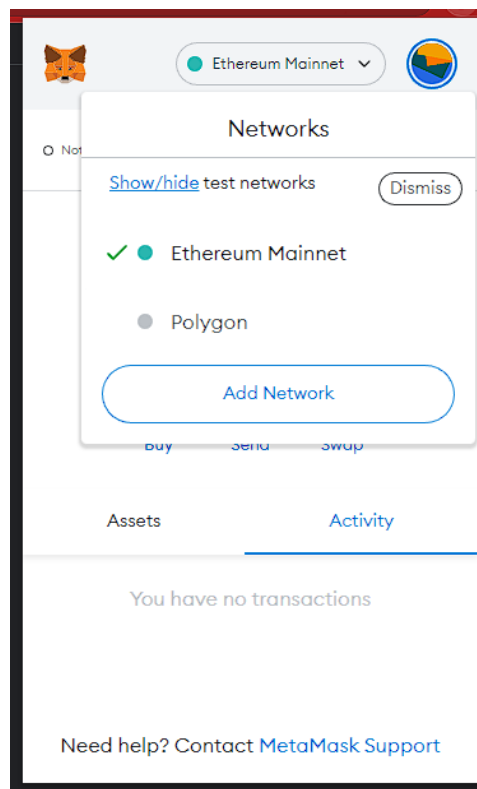 Ethereum Mainnet
Networks
Not
Show/hide test networks
Dismiss
Ethereum Mainnet
Polygon
Add Network
Buy Send Swap
Assets Activity
You have no transactions
Need help? Contact MetaMask Support